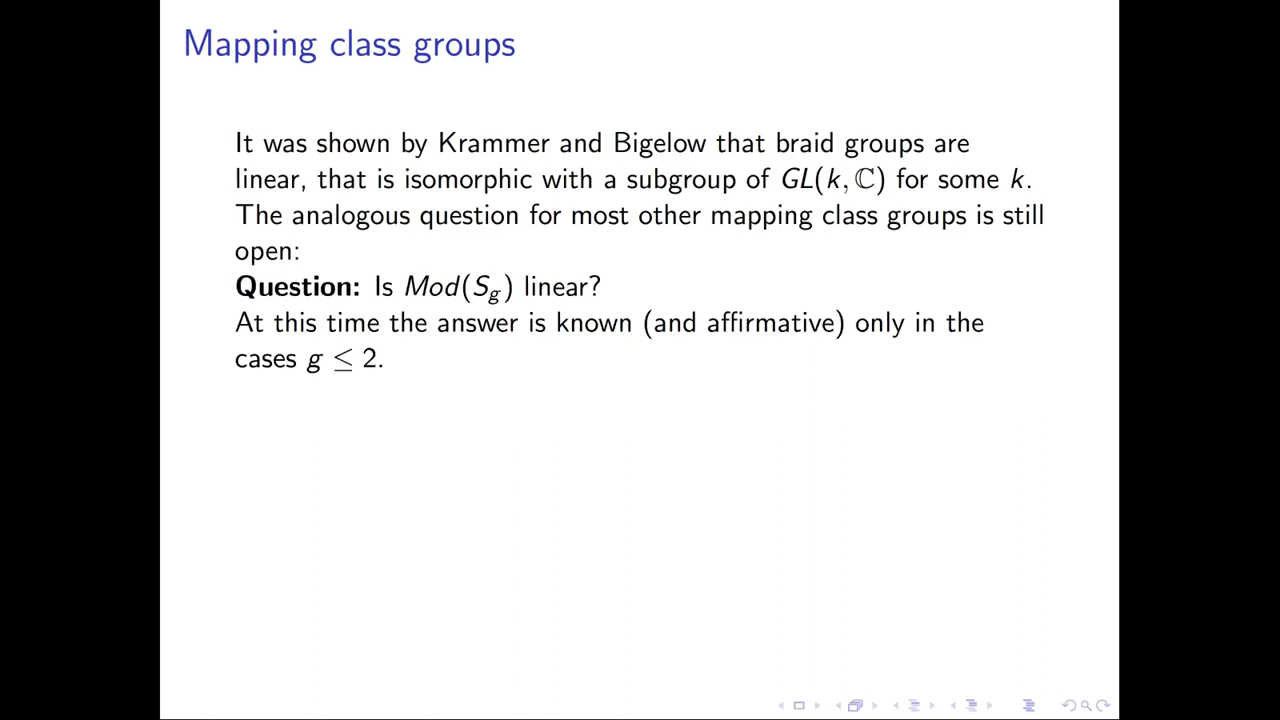 Mapping class groups
It was shown by Krammer and Bigelow that braid groups are
linear, that is isomorphic with a subgroup of GL(k, ℂ) for some k.
The analogous question for most other mapping class groups is still
open:
Question: Is Mod(S_g) linear?
At this time the answer is known (and affirmative) only in the
cases g ≤ 2.